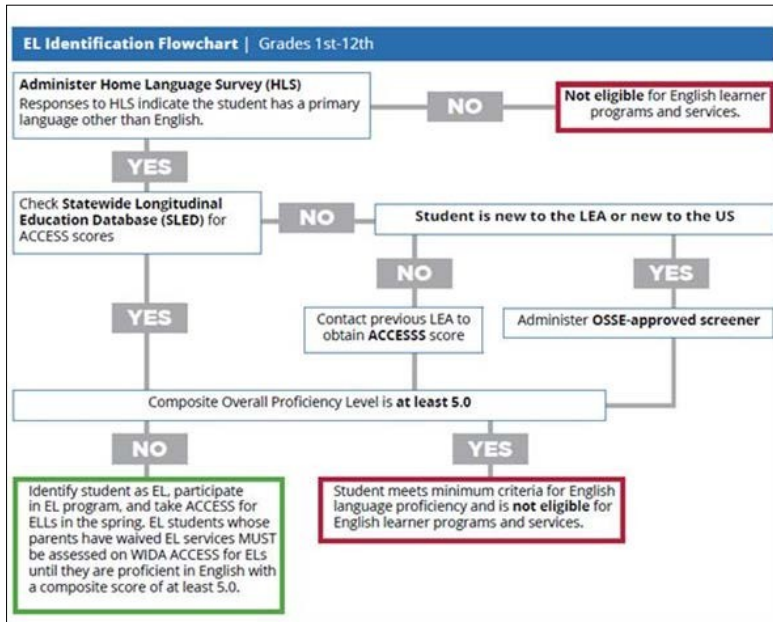 EL Identification Flowchart | Grades 1st-12th
Administer Home Language Survey (HLS)
Responses to HLS indicate the student has a primary
language other than English.
NO
Not eligible for English learner
programs and services.
YES
Check Statewide Longitudinal
Education Database (SLED) for
ACCESS scores
NO
Student is new to the LEA or new to the US
NO
YES
YES
Contact previous LEA to
obtain ACCESSS score
Administer OSSE-approved screener
Composite Overall Proficiency Level is at least 5.0
NO
YES
Identify student as EL, participate
in EL program, and take ACCESS for
ELLs in the spring. EL students whose
parents have waived EL services MUST
be assessed on WIDA ACCESS for ELs
until they are proficient in English with
a composite score of at least 5.0.
Student meets minimum criteria for English
language proficiency and is not eligible for
English learner programs and services.